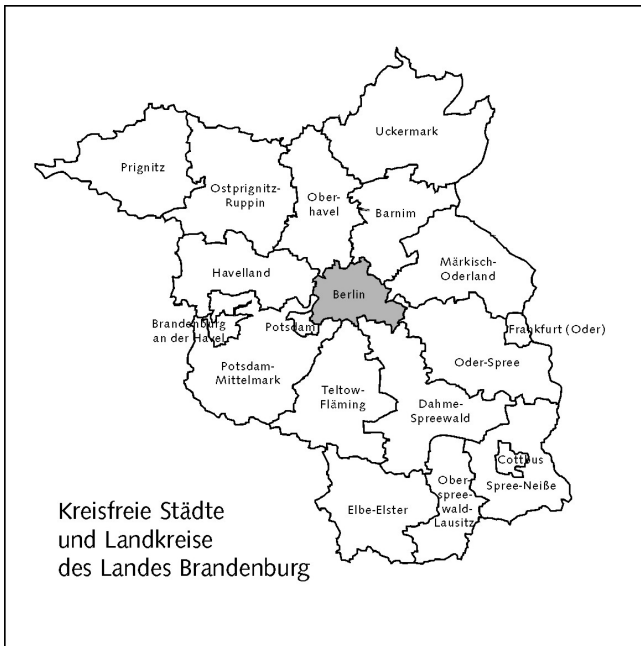 Uckermark
Prignitz
Ostprignitz-
Ruppin
Ober-
havel
Barnim
Havelland
Märkisch-
Oderland
Berlin
Brandenburg
an der Havel
Potsdam
Frankfurt (Oder)
Potsdam-
Mittelmark
Oder-Spree
Teltow-
Fläming
Dahme-
Spreewald
Cottbus
Ober-
spree-
wald-
Lausitz
Spree-Neiße
Elbe-Elster
Kreisfreie Städte
und Landkreise
des Landes Brandenburg